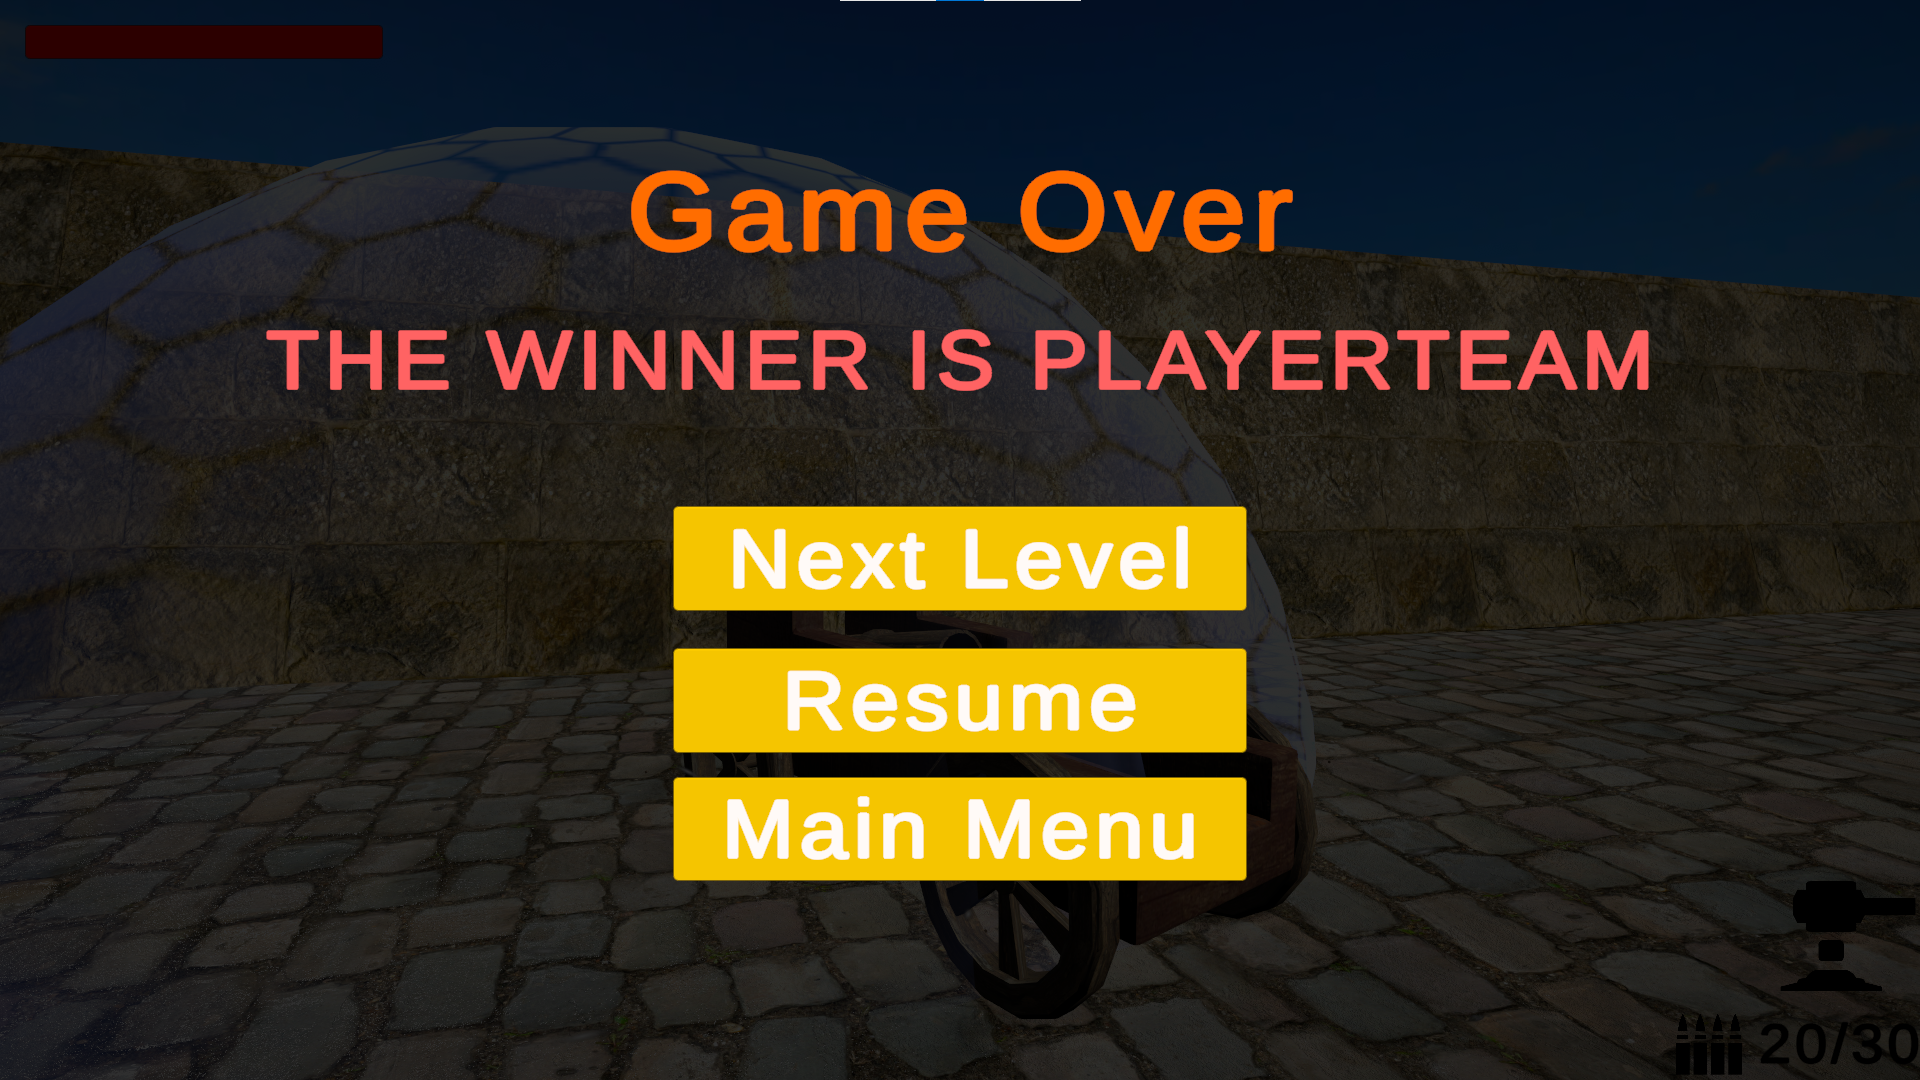 Game Over
THE WINNER IS PLAYERTEAM
Next Level
Resume
Main Menu
20/30